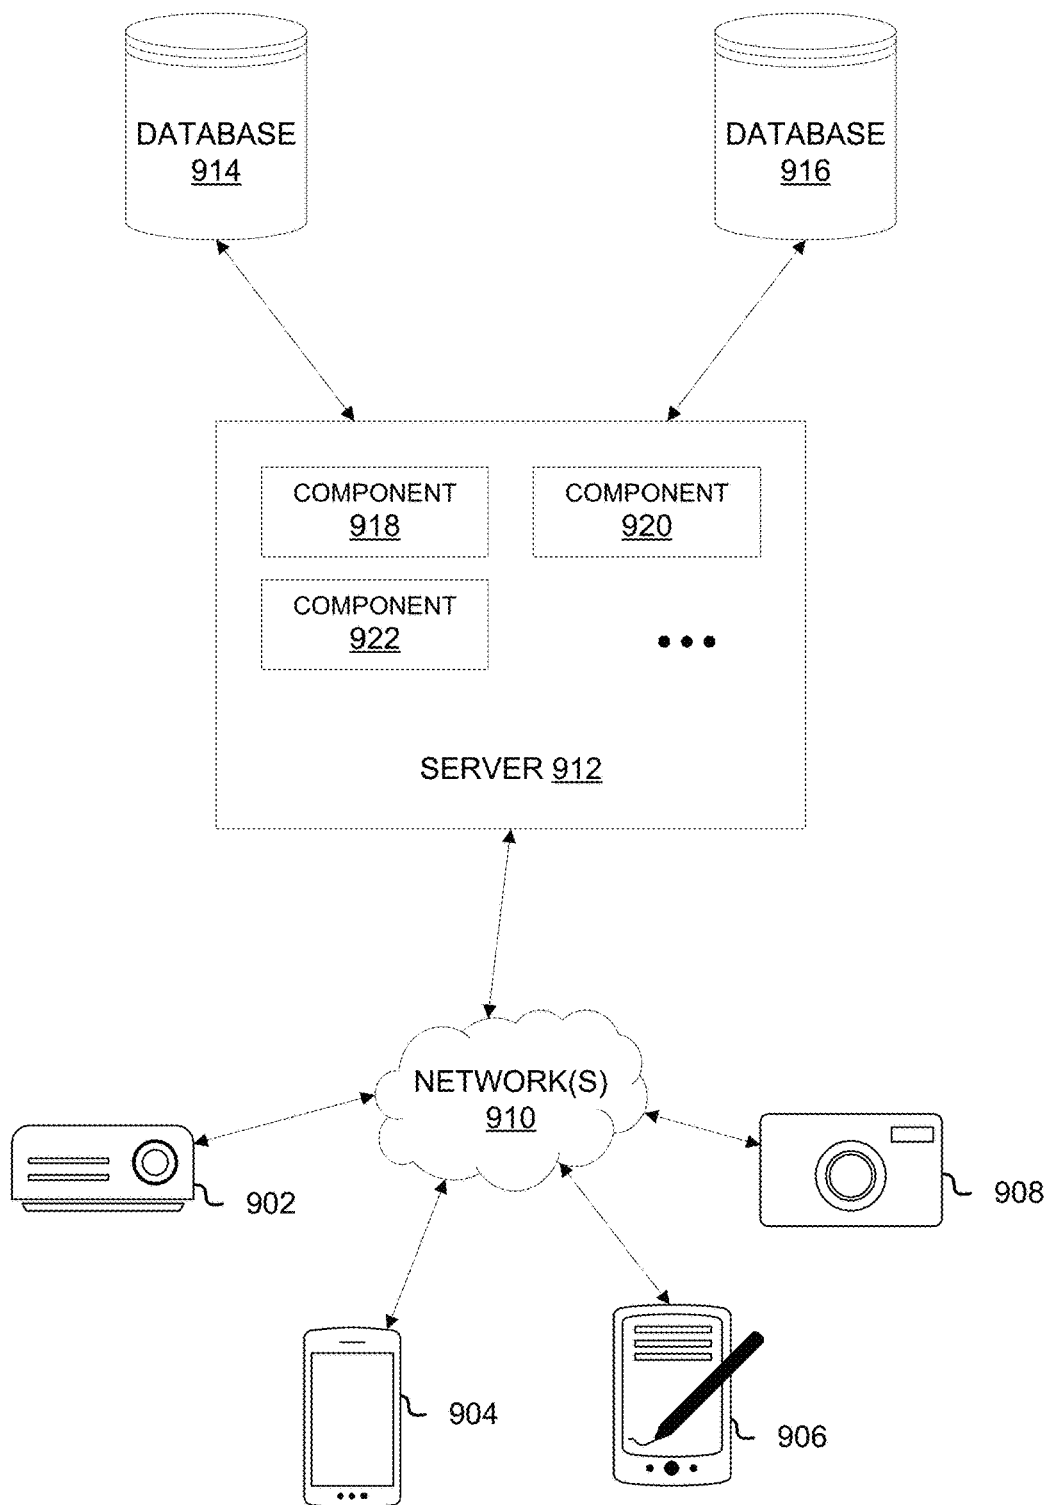 DATABASE
914
DATABASE
916
COMPONENT
918
COMPONENT
920
COMPONENT
922
SERVER 912
NETWORK(S)
910
902
908
904
906